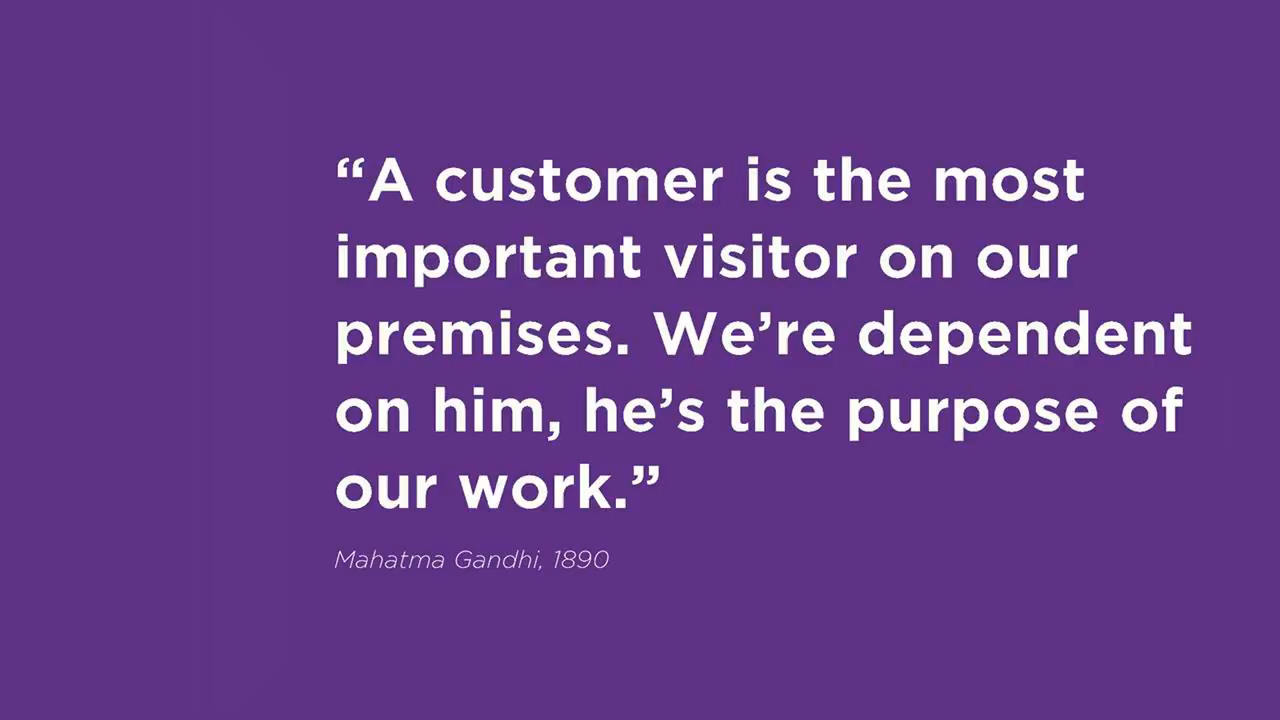 “A customer is the most
important visitor on our
premises. We’re dependent
on him, he’s the purpose of
our work.”
Mahatma Gandhi, 1890